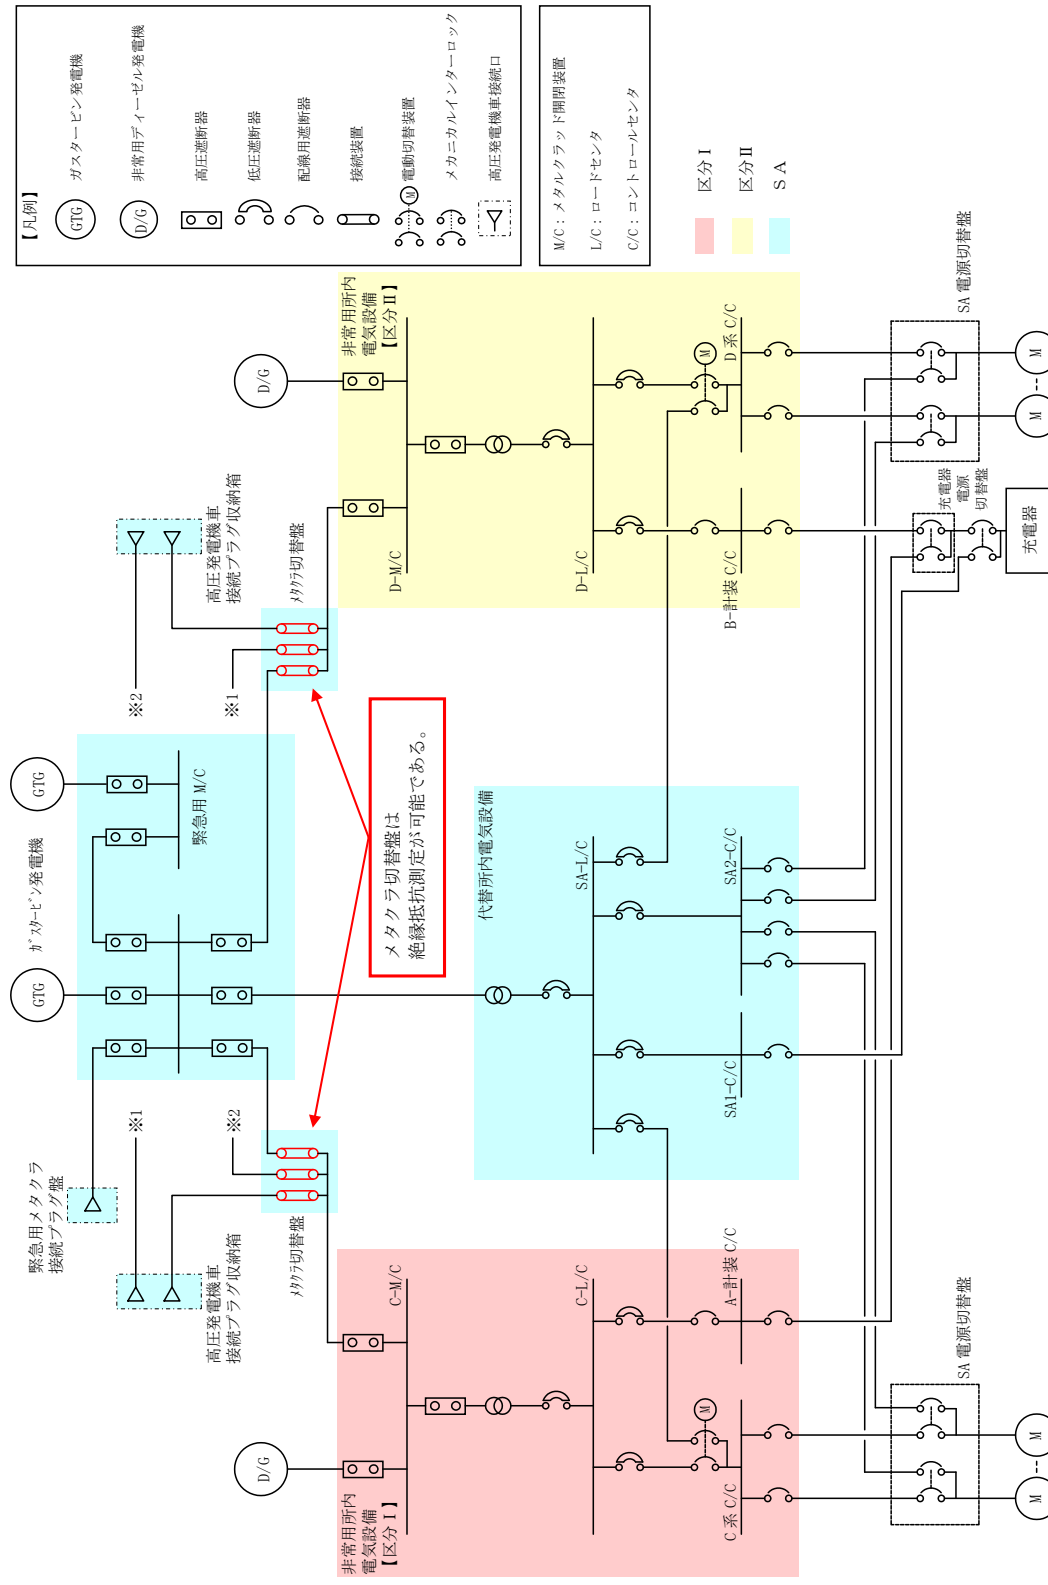 【凡例】
GTG
ガスタービン発電機
D/G
非常用ディーゼル発電機
高圧遮断器
低圧遮断器
配線用遮断器
接続装置
M
電動切替装置
メカニカルインターロック
高圧発電機車接続口
M/C：メタルクラッド開閉装置
L/C：ロードセンタ
C/C：コントロールセンタ
区分Ⅰ
区分Ⅱ
ＳＡ
緊急用メタクラ
接続プラグ盤
GTG
ｶﾞｽﾀｰﾋﾞﾝ発電機
GTG
緊急用 M/C
※1
※2
高圧発電機車
接続プラグ収納箱
ﾒﾀｸﾗ切替盤
※2
※1
高圧発電機車
接続プラグ収納箱
ﾒﾀｸﾗ切替盤
メタクラ切替盤は
絶縁抵抗測定が可能である。
D/G
非常用所内
電気設備
【区分Ⅰ】
C-M/C
C-L/C
M
C 系 C/C
A-計装 C/C
代替所内電気設備
SA-L/C
SA1-C/C
SA2-C/C
D/G
非常用所内
電気設備
【区分Ⅱ】
D-M/C
D-L/C
M
B-計装 C/C
D 系 C/C
SA 電源切替盤
M
M
充電器
電源
切替盤
充電器
SA 電源切替盤
M
M